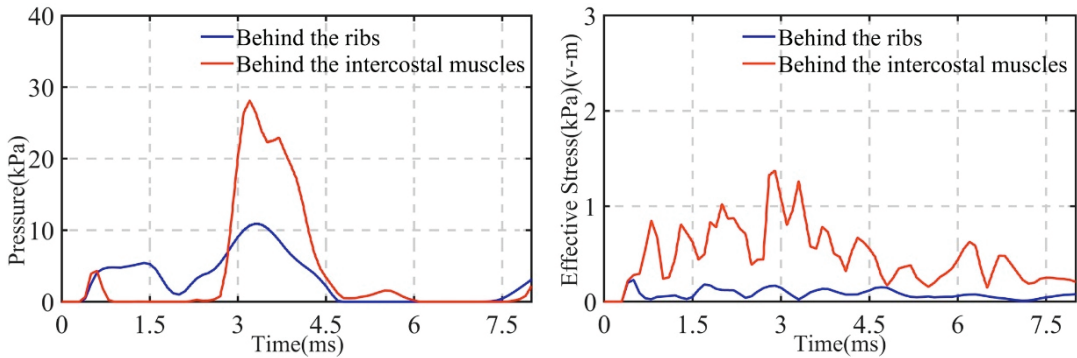 40
30
20
10
0
Pressure(kPa)
Behind the ribs
Behind the intercostal muscles
0 1.5 3 4.5 6 7.5
Time(ms)
3
2
1
0
Effective Stress(kPa)(v-m)
Behind the ribs
Behind the intercostal muscles
0 1.5 3 4.5 6 7.5
Time(ms)